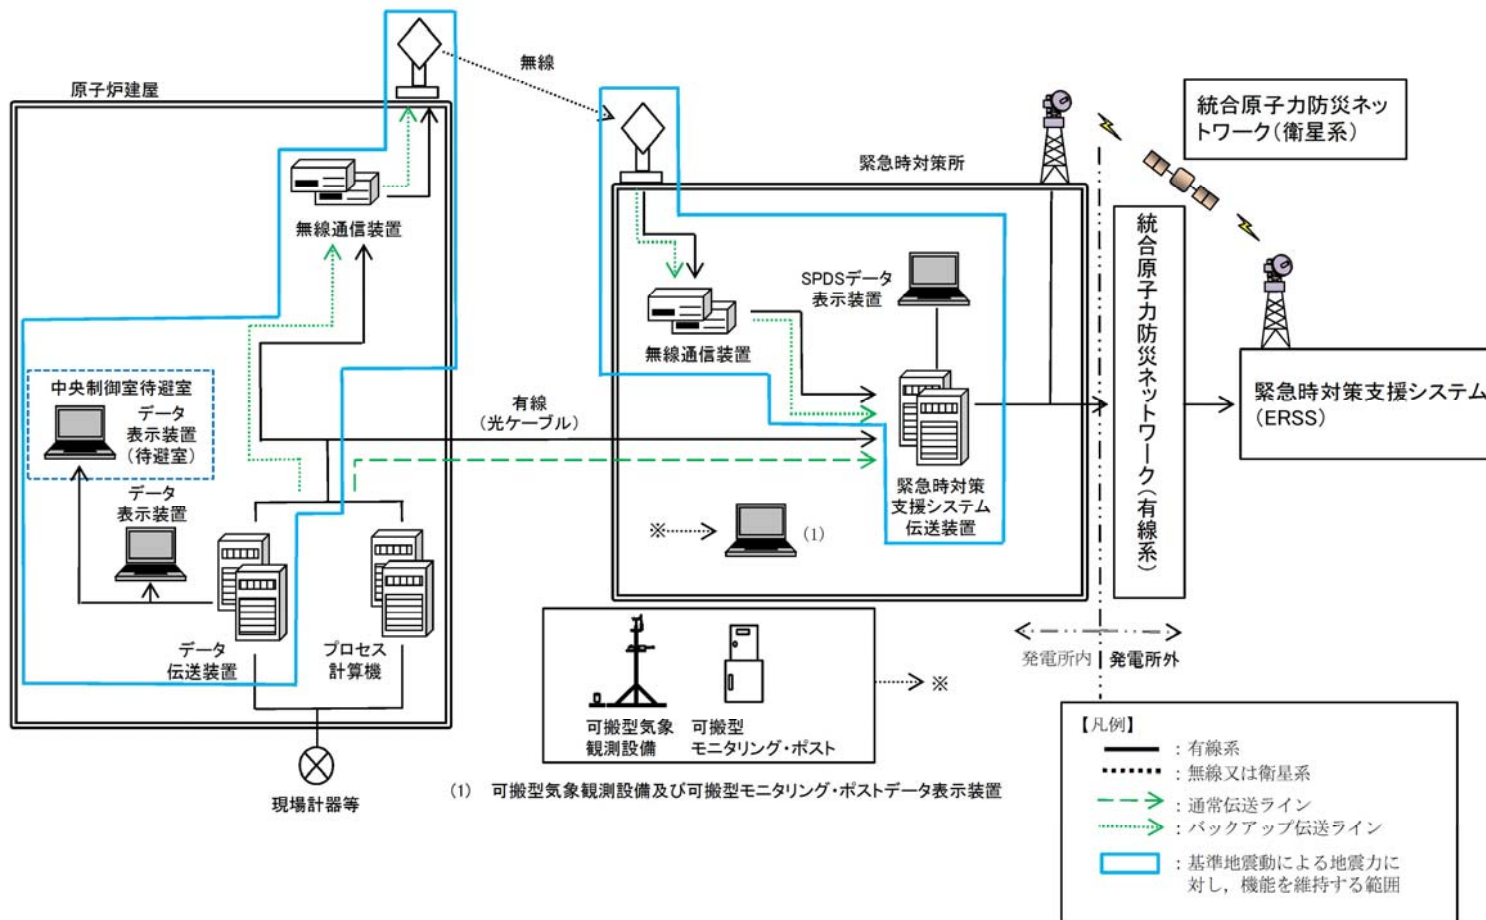 原子炉建屋
無線
無線通信装置
中央制御室待避室
データ
表示装置
(待避室)
データ
表示装置
データ
伝送装置
プロセス
計算機
現場計器等
有線
(光ケーブル)
緊急時対策所
無線通信装置
SPDSデータ
表示装置
緊急時対策
支援システム
伝送装置
※
(1)
可搬型気象
観測設備
可搬型
モニタリング・ポスト
※
(1) 可搬型気象観測設備及び可搬型モニタリング・ポストデータ表示装置
統合原子力防災ネッ
トワーク(衛星系)
統合原子力防災ネットワーク(有線系)
緊急時対策支援システム
(ERSS)
発電所内
発電所外
【凡例】
：有線系
：無線又は衛星系
：通常伝送ライン
：バックアップ伝送ライン
：基準地震動による地震力に
対し，機能を維持する範囲